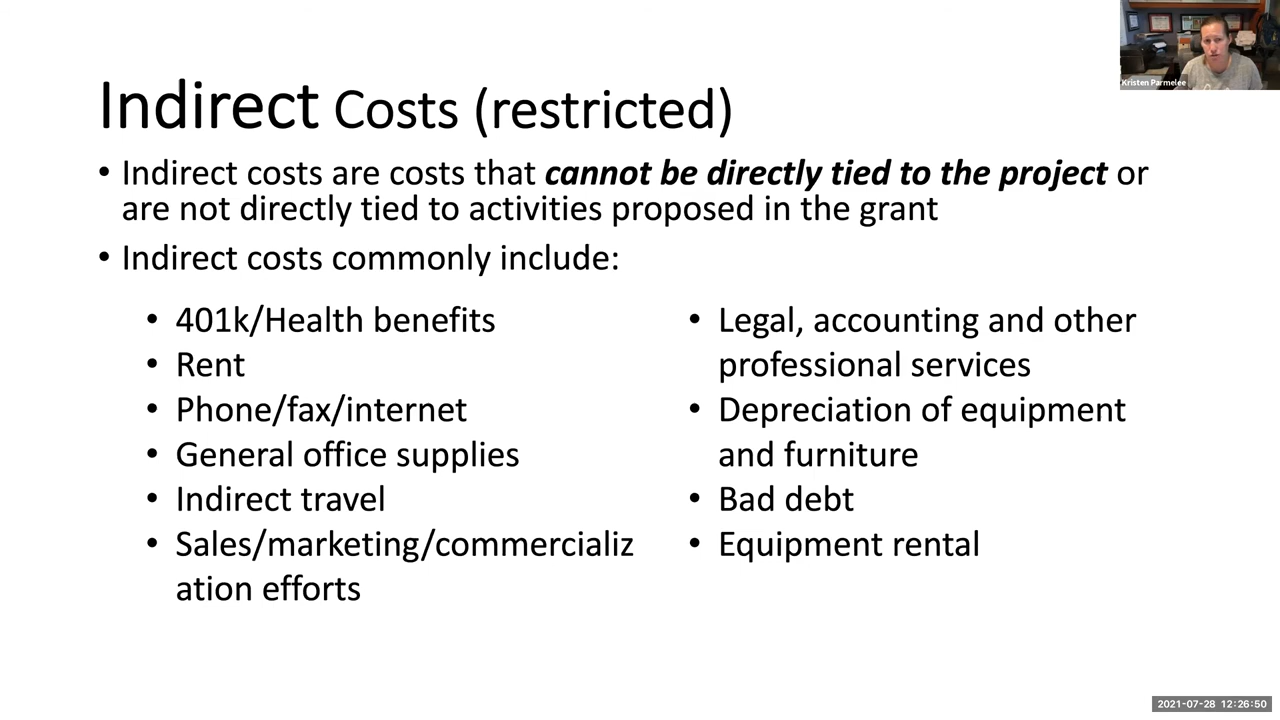 Indirect Costs (restricted)
• Indirect costs are costs that cannot be directly tied to the project or
are not directly tied to activities proposed in the grant
• Indirect costs commonly include:
• 401k/Health benefits
• Rent
• Phone/fax/internet
• General office supplies
• Indirect travel
• Sales/marketing/commercializ
ation efforts
• Legal, accounting and other
professional services
• Depreciation of equipment
and furniture
• Bad debt
• Equipment rental
Kristen Parmelee
2021-07-28 12:26:50